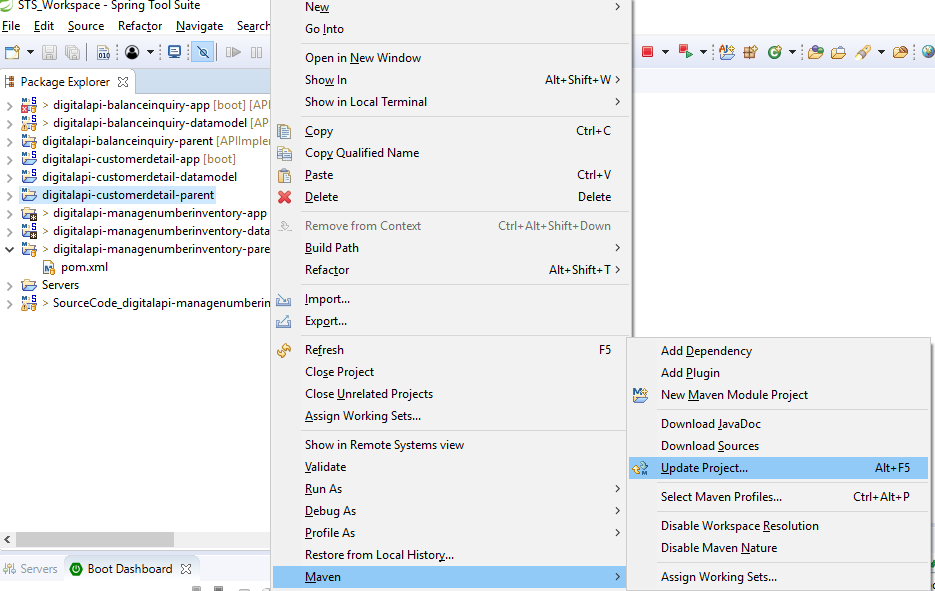 STS_Workspace - Spring Tool Suite
File Edit Source Refactor Navigate Search
Package Explorer
> digitalapi-balanceinquiry-app [boot] [API
> digitalapi-balanceinquiry-datamodel [AP
> digitalapi-balanceinquiry-parent [APIImpler
digitalapi-customerdetail-app [boot]
digitalapi-customerdetail-datamodel
digitalapi-customerdetail-parent
> digitalapi-managenumberinventory-app
> digitalapi-managenumberinventory-data
> digitalapi-managenumberinventory-pare
pom.xml
Servers
> SourceCode_digitalapi-managenumberin
Servers
Boot Dashboard
New
Go Into
Open in New Window
Show In Alt+Shift+W >
Show in Local Terminal
Copy Ctrl+C
Copy Qualified Name
Paste Ctrl+V
Delete Delete
Remove from Context Ctrl+Alt+Shift+Down
Build Path
Refactor Alt+Shift+T >
Import...
Export...
Refresh F5
Close Project
Close Unrelated Projects
Assign Working Sets...
Show in Remote Systems view
Validate
Run As
Debug As
Profile As
Restore from Local History...
Maven
Add Dependency
Add Plugin
New Maven Module Project
Download JavaDoc
Download Sources
Update Project... Alt+F5
Select Maven Profiles... Ctrl+Alt+P
Disable Workspace Resolution
Disable Maven Nature
Assign Working Sets...